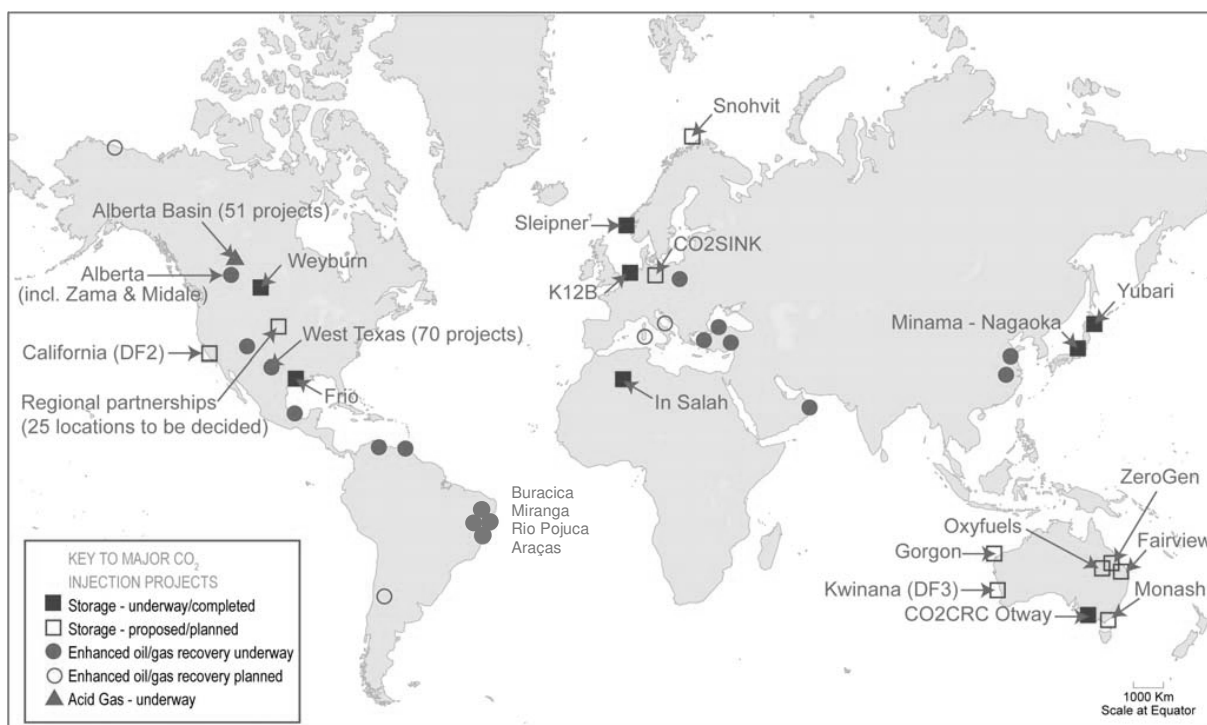 Snohvit
Alberta Basin (51 projects)
Sleipner
CO2SINK
Alberta
(incl. Zama & Midale)
Weyburn
K12B
Yubari
Minama - Nagaoka
West Texas (70 projects)
California (DF2)
Frio
In Salah
Regional partnerships
(25 locations to be decided)
Buracica
Miranga
Rio Pojuca
Araças
ZeroGen
Oxyfuels
Fairview
Gorgon
Kwinana (DF3)
Monash
CO2CRC Otway
KEY TO MAJOR CO2
INJECTION PROJECTS
Storage - underway/completed
Storage - proposed/planned
Enhanced oil/gas recovery underway
Enhanced oil/gas recovery planned
Acid Gas - underway
1000 Km
Scale at Equator